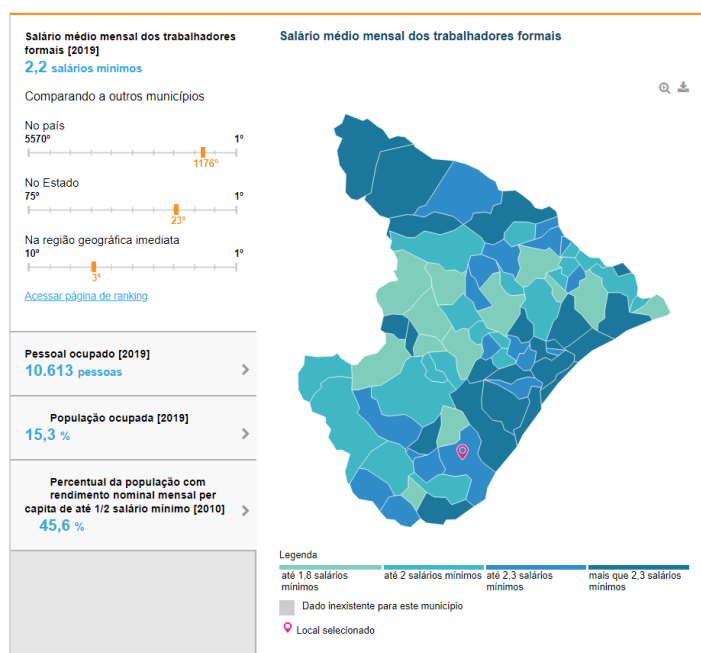 Salário médio mensal dos trabalhadores
formais [2019]
2,2 salários mínimos
Comparando a outros municípios
No país
5570º 1º
1176º
No Estado
75º 1º
23º
Na região geográfica imediata
10º 1º
3º
Acessar página de ranking
Pessoal ocupado [2019]
10.613 pessoas
População ocupada [2019]
15,3 %
Percentual da população com
rendimento nominal mensal per
capita de até 1/2 salário mínimo [2010]
45,6 %
Salário médio mensal dos trabalhadores formais
Legenda
até 1,8 salários
mínimos
até 2 salários mínimos
até 2,3 salários
mínimos
mais que 2,3 salários
mínimos
Dado inexistente para este município
Local selecionado